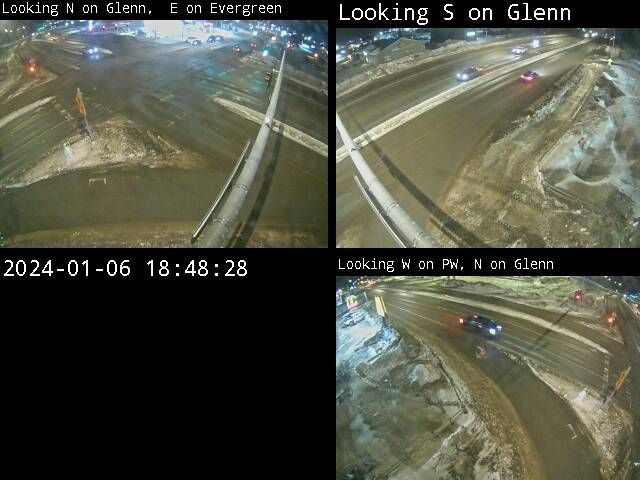 Looking N on Glenn,  E on Evergreen
Looking S on Glenn
2024-01-06 18:48:28
Looking W on PW, N on Glenn